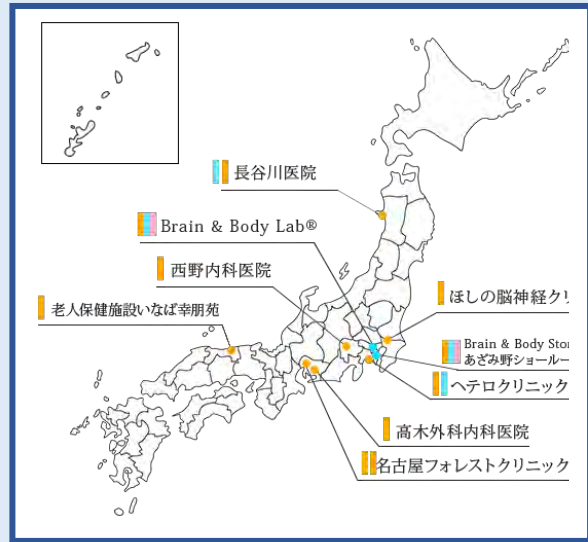 長谷川医院
Brain & Body Lab®
西野内科医院
ほしの脳神経クリ
老人保健施設いなば幸朋苑
Brain & Body Sto
あざみ野ショールー
ヘテロクリニック
高木外科内科医院
名古屋フォレストクリニック